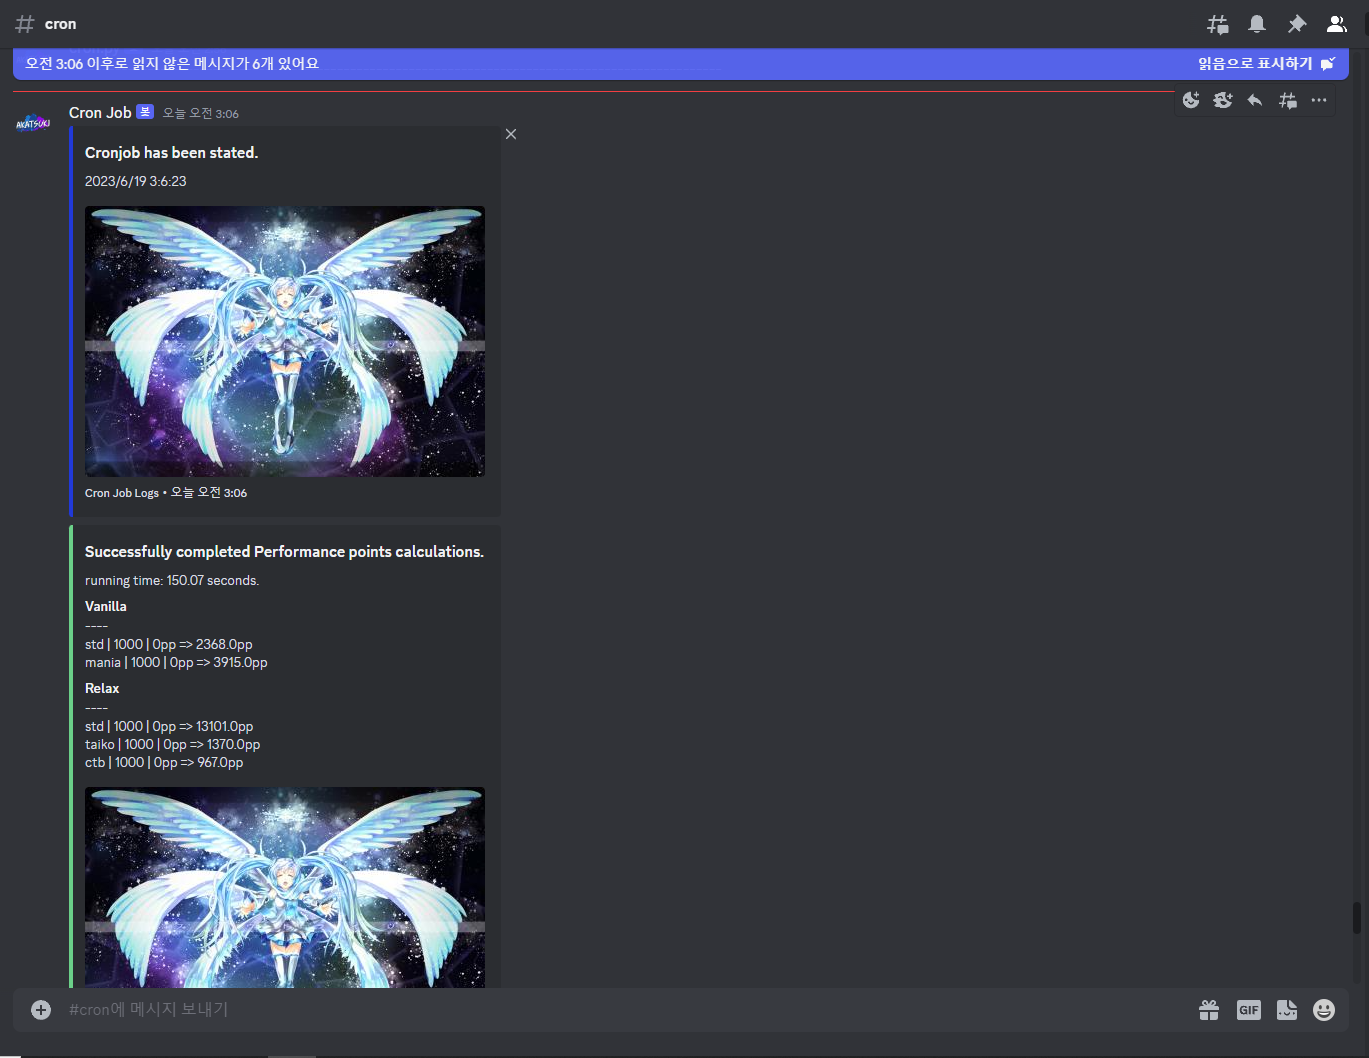 cron
오전 3:06 이후로 읽지 않은 메시지가 6개 있어요
읽음으로 표시하기
AKATSUKI
Cron Job 봇 오늘 오전 3:06
Cronjob has been stated.
2023/6/19 3:6:23
Cron Job Logs • 오늘 오전 3:06
Successfully completed Performance points calculations.
running time: 150.07 seconds.
Vanilla
----
std | 1000 | 0pp => 2368.0pp
mania | 1000 | 0pp => 3915.0pp
Relax
----
std | 1000 | 0pp => 13101.0pp
taiko | 1000 | 0pp => 1370.0pp
ctb | 1000 | 0pp => 967.0pp
#cron에 메시지 보내기
GIF